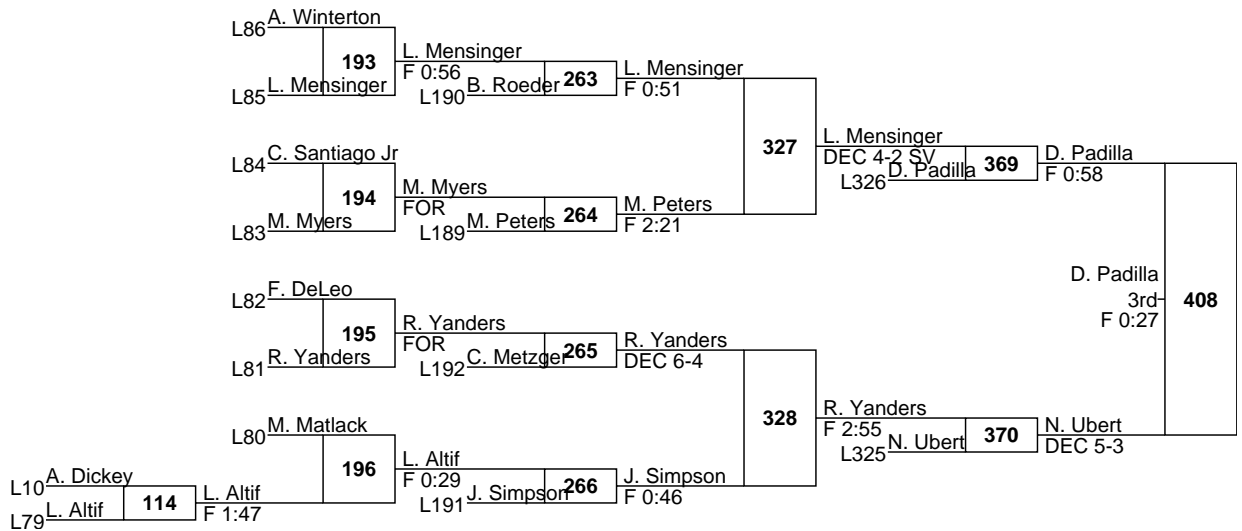 L86 A. Winterton
193
L. Mensinger
F 0:56
L85 L. Mensinger
L190 B. Roeder
263
L. Mensinger
F 0:51
327
L. Mensinger
DEC 4-2 SV
L326 D. Padilla
369
D. Padilla
F 0:58
L84 C. Santiago Jr
194
M. Myers
FOR
L83 M. Myers
L189 M. Peters
264
M. Peters
F 2:21
D. Padilla
3rd
F 0:27
408
L82 F. DeLeo
195
R. Yanders
FOR
L81 R. Yanders
L192 C. Metzger
265
R. Yanders
DEC 6-4
328
R. Yanders
F 2:55
L325 N. Ubert
370
N. Ubert
DEC 5-3
L80 M. Matlack
196
L. Altif
F 0:29
L10 A. Dickey
114
L. Altif
F 1:47
L79 L. Altif
L191 J. Simpson
266
J. Simpson
F 0:46